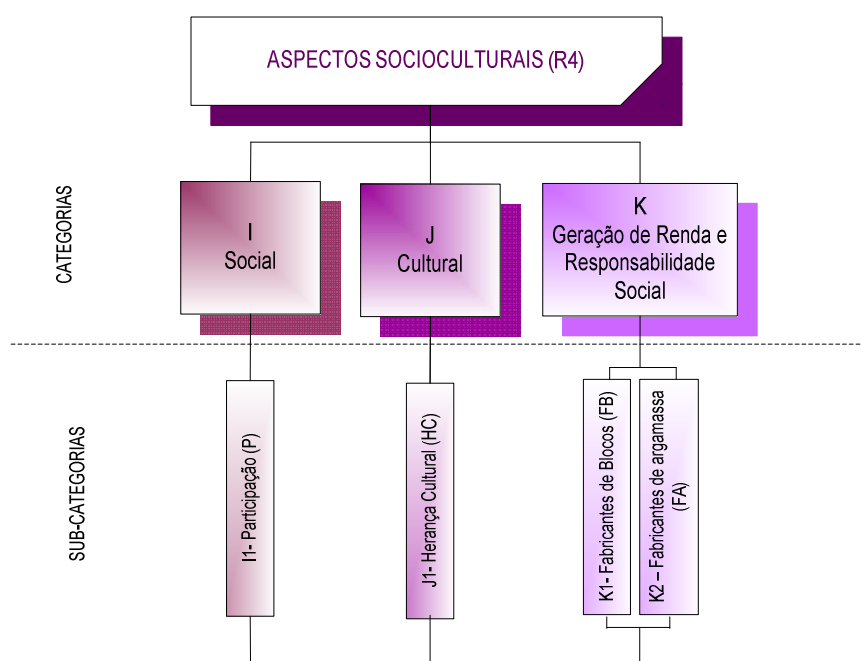 ASPECTOS SOCIOCULTURAIS (R4)
CATEGORIAS
I
Social
J
Cultural
K
Geração de Renda e
Responsabilidade
Social
SUB-CATEGORIAS
I1- Participação (P)
J1- Herança Cultural (HC)
K1- Fabricantes de Blocos (FB)
K2 – Fabricantes de argamassa
(FA)